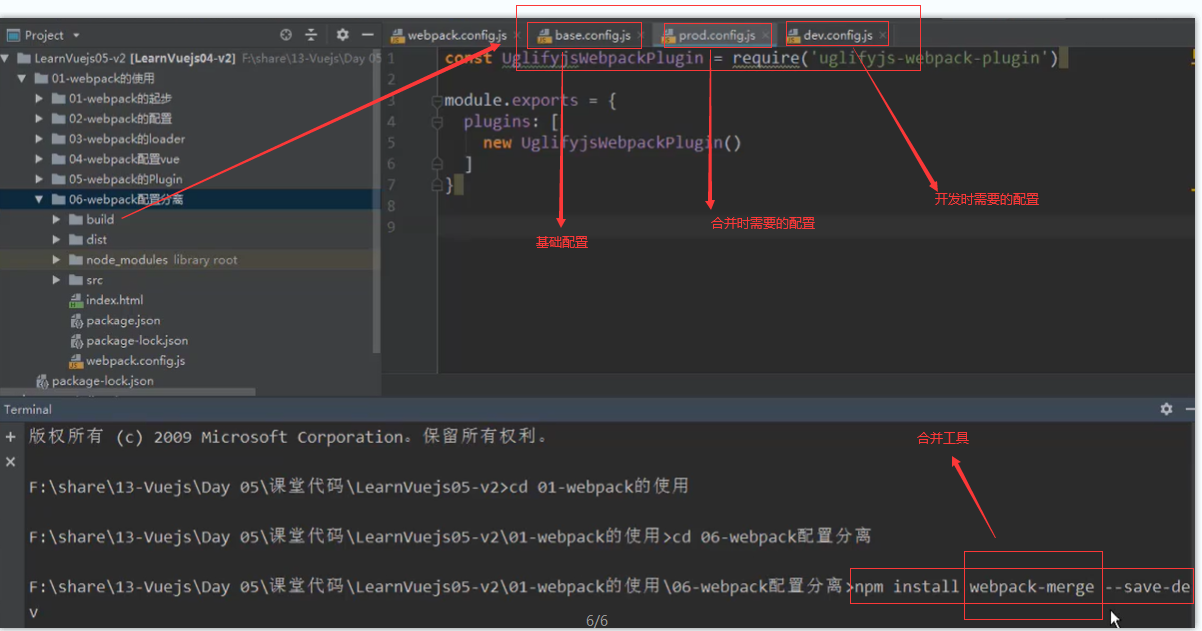 Project
webpack.config.js
base.config.js
prod.config.js
dev.config.js
LearnVuejs05-v2 [LearnVuejs04-v2] F:\share\13-Vuejs\Day 05
01-webpack的使用
01-webpack的起步
02-webpack的配置
03-webpack的loader
04-webpack配置vue
05-webpack的Plugin
06-webpack配置分离
build
dist
node_modules library root
src
index.html
package.json
package-lock.json
webpack.config.js
package-lock.json
1 const UglifyjsWebpackPlugin = require('uglifyjs-webpack-plugin')
2
3 module.exports = {
4 plugins: [
5 new UglifyjsWebpackPlugin()
6 ]
7 }
8
9
基础配置
合并时需要的配置
开发时需要的配置
Terminal
版权所有 (c) 2009 Microsoft Corporation。保留所有权利。
F:\share\13-Vuejs\Day 05\课堂代码\LearnVuejs05-v2>cd 01-webpack的使用
F:\share\13-Vuejs\Day 05\课堂代码\LearnVuejs05-v2\01-webpack的使用>cd 06-webpack配置分离
F:\share\13-Vuejs\Day 05\课堂代码\LearnVuejs05-v2\01-webpack的使用\06-webpack配置分离>npm install webpack-merge --save-de
v
合并工具
6/6